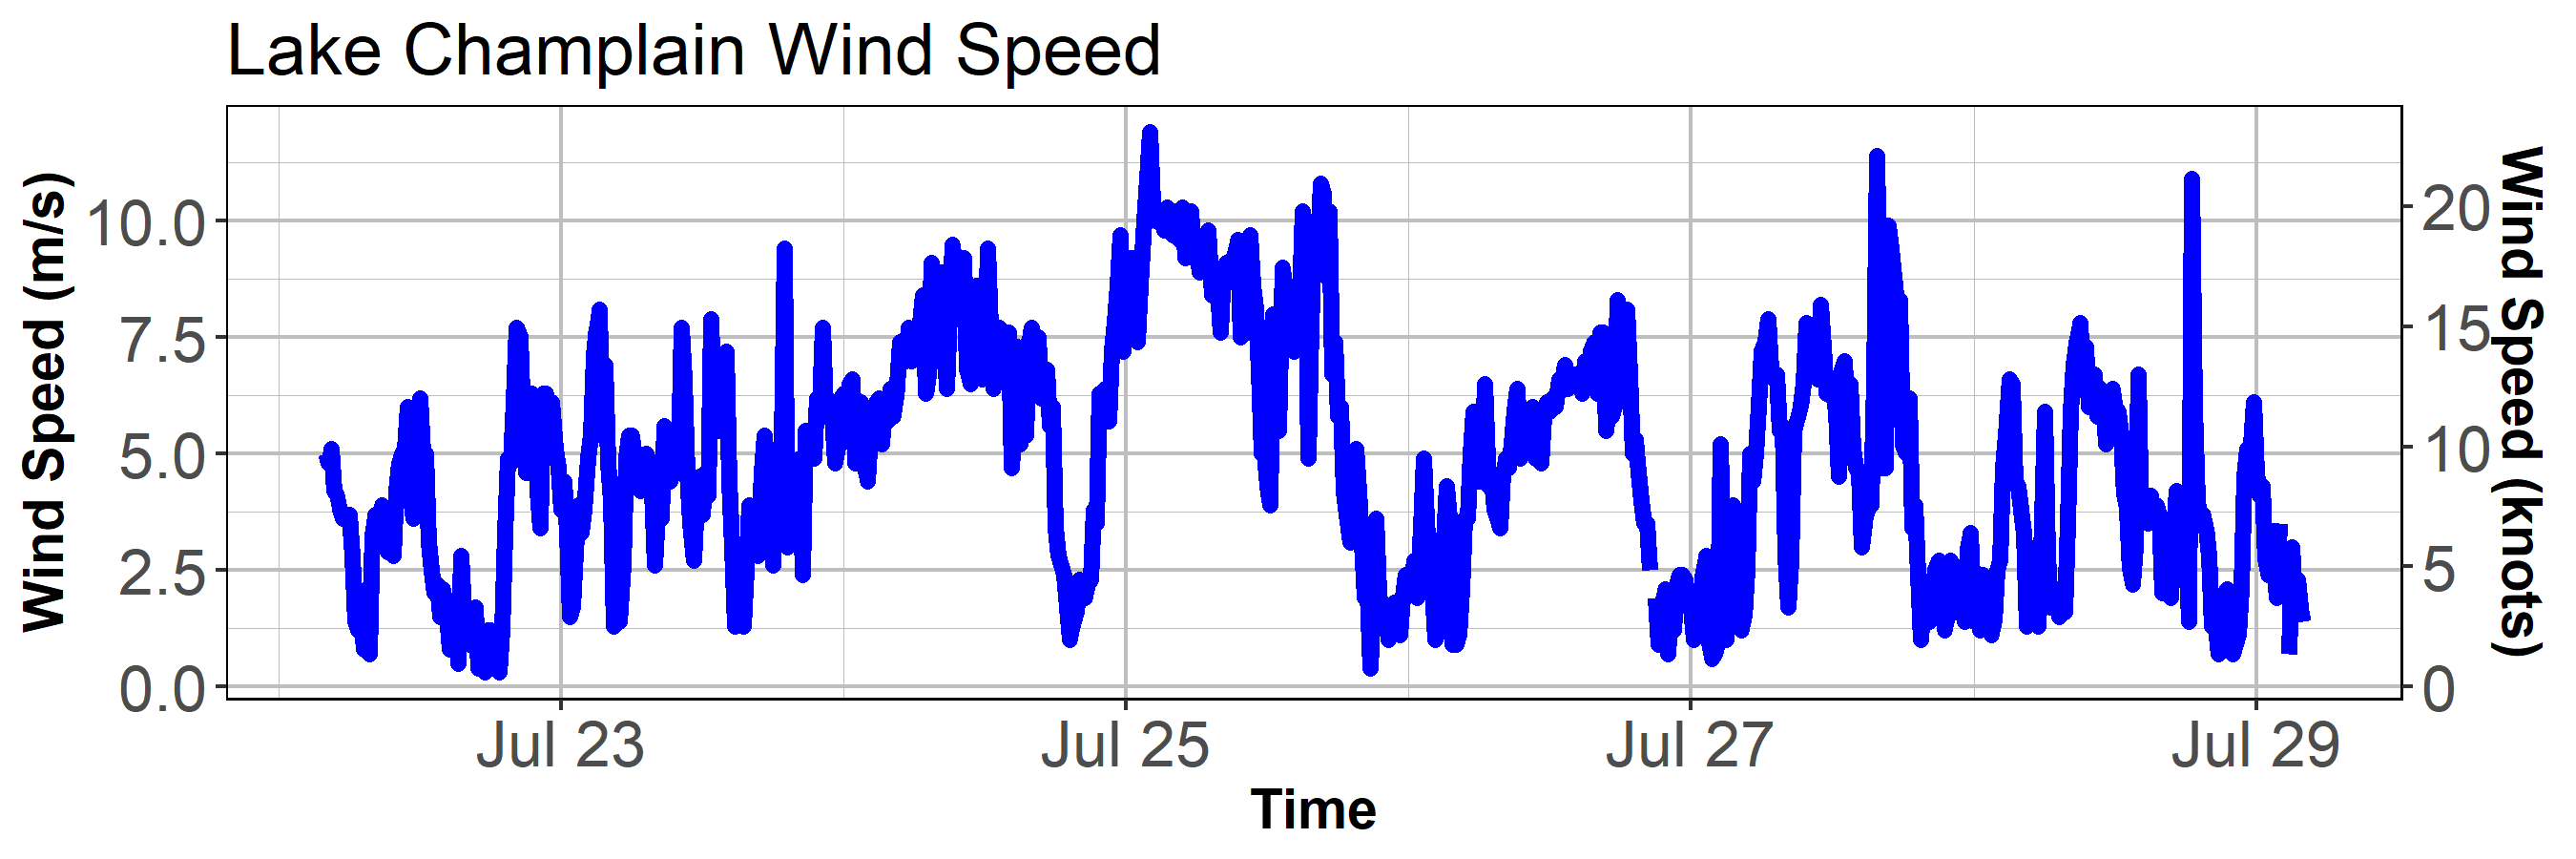 Lake Champlain Wind Speed
Wind Speed (m/s)
10.0
7.5
5.0
2.5
0.0
20
15
10
5
0
Wind Speed (knots)
Jul 23
Jul 25
Jul 27
Jul 29
Time